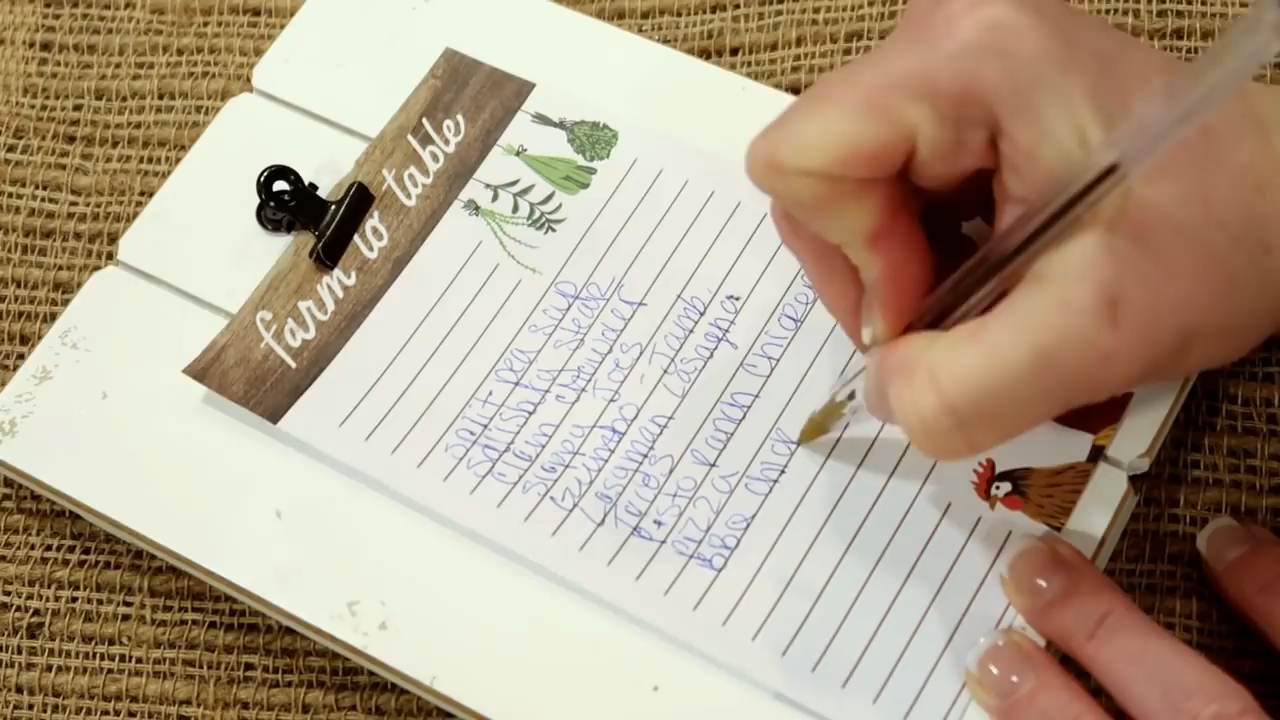 farm to table
split pea soup
salisbury steak
clam chowder
sloppy Joes
Gumbo - Jamb.
Zasgman Lasagna
Tacos
Pesto Ranch Chicken
Pizza
BBQ chick